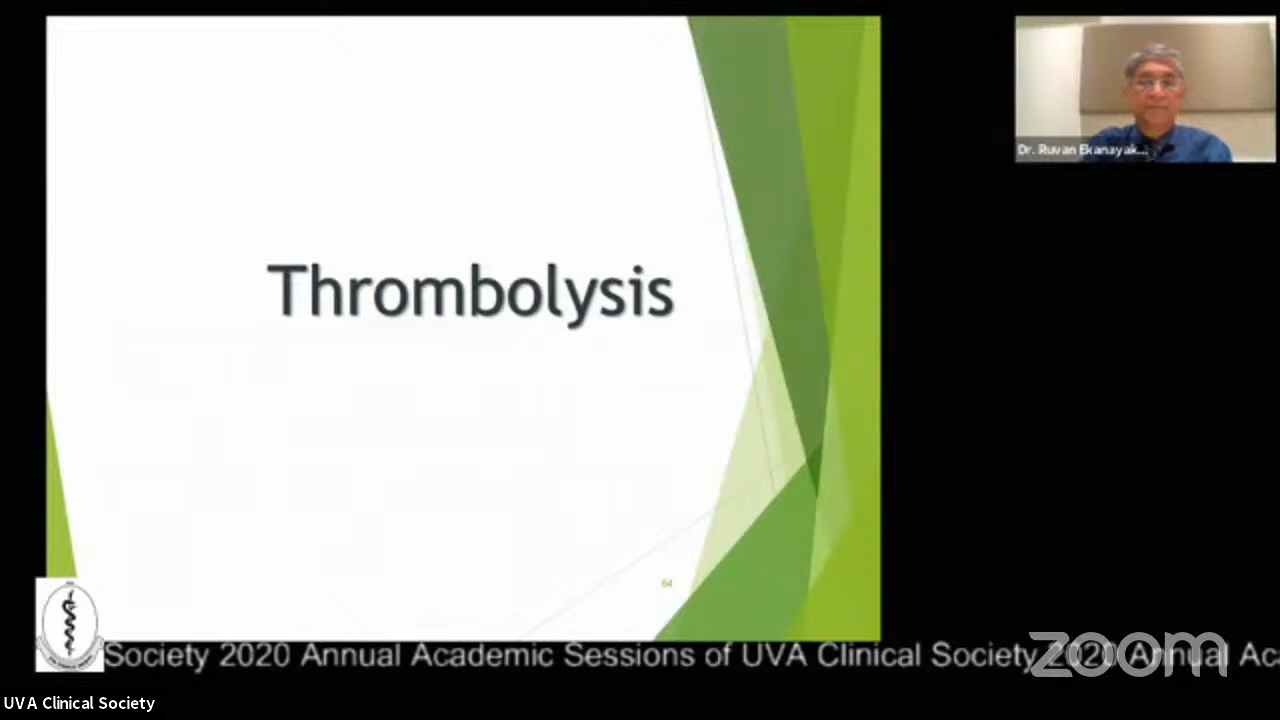 Thrombolysis
Dr. Ruvan Ekanayak...
64
Society 2020 Annual Academic Sessions of UVA Clinical Society 2020 Annual Ac
zoom
UVA Clinical Society